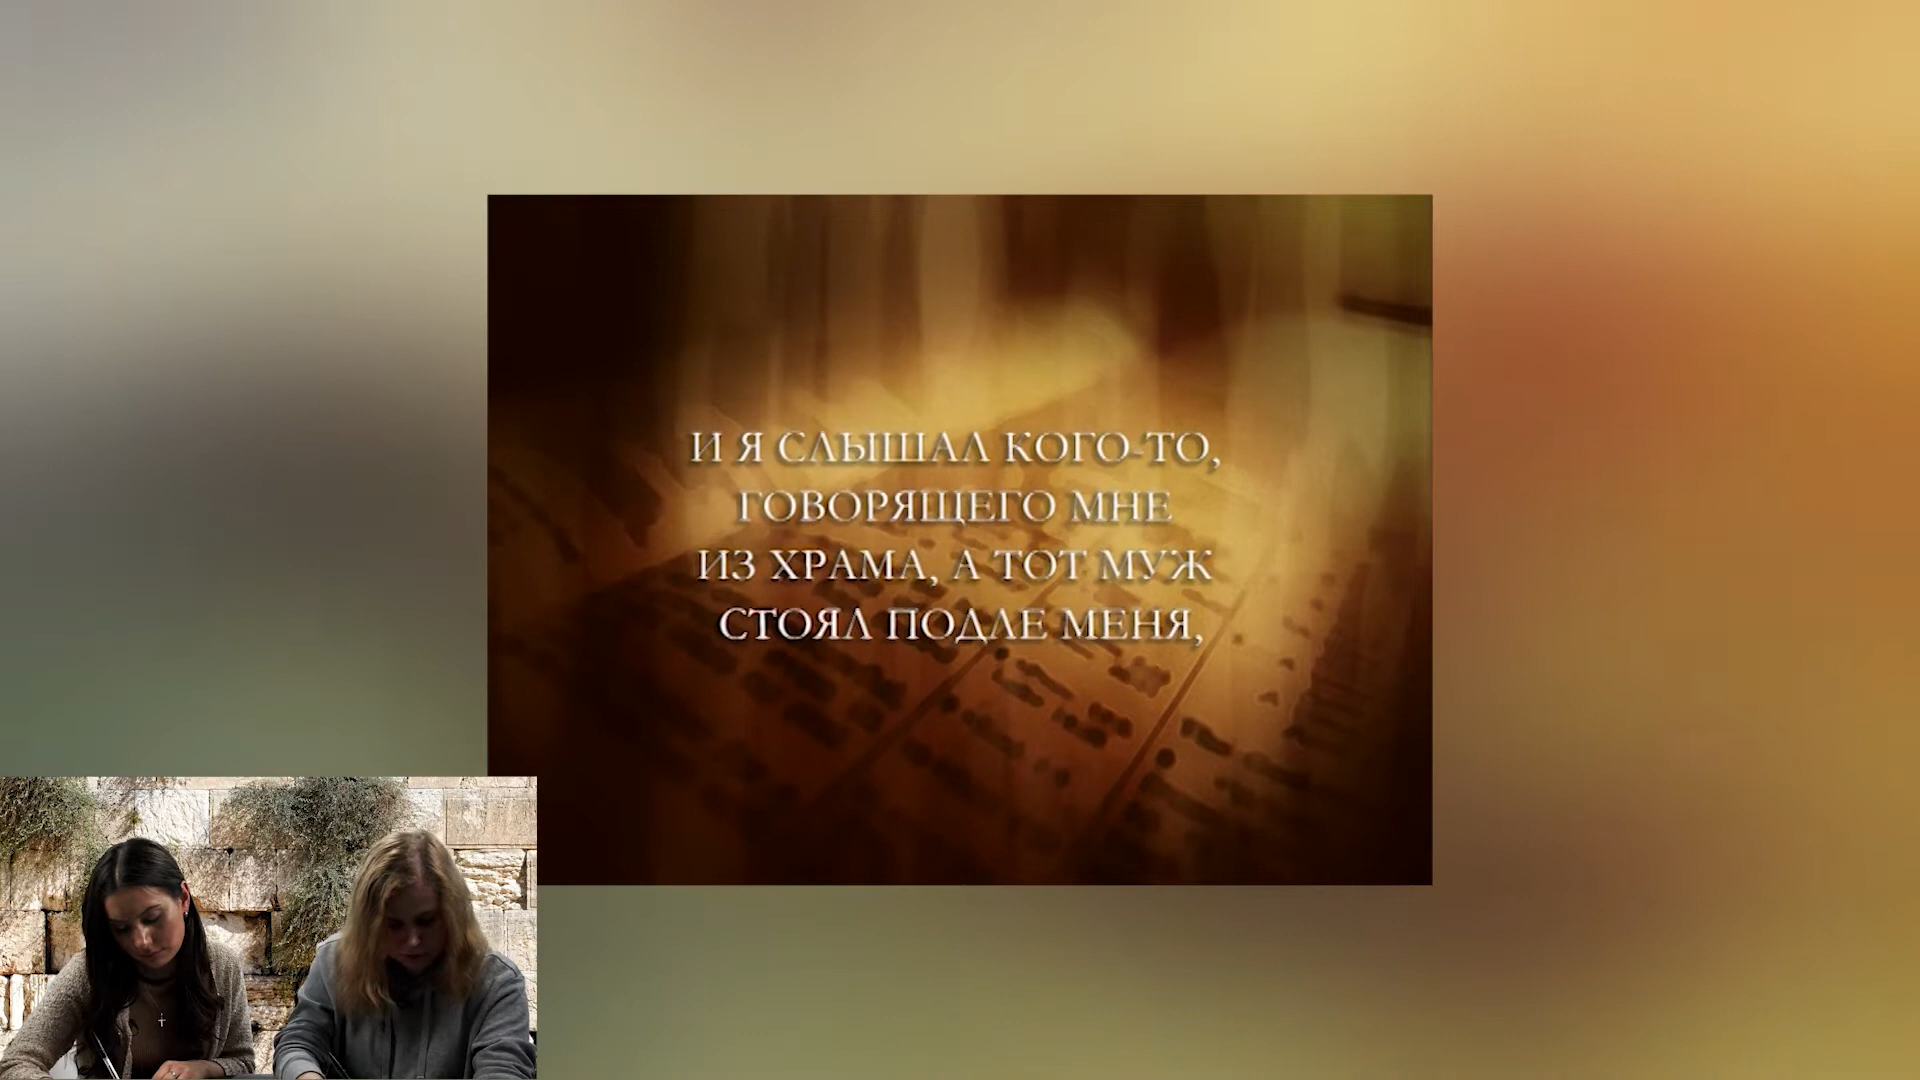 И Я СЛЫШАЛ КОГО-ТО,
ГОВОРЯЩЕГО МНЕ
ИЗ ХРАМА, А ТОТ МУЖ
СТОЯЛ ПОДЛЕ МЕНЯ,